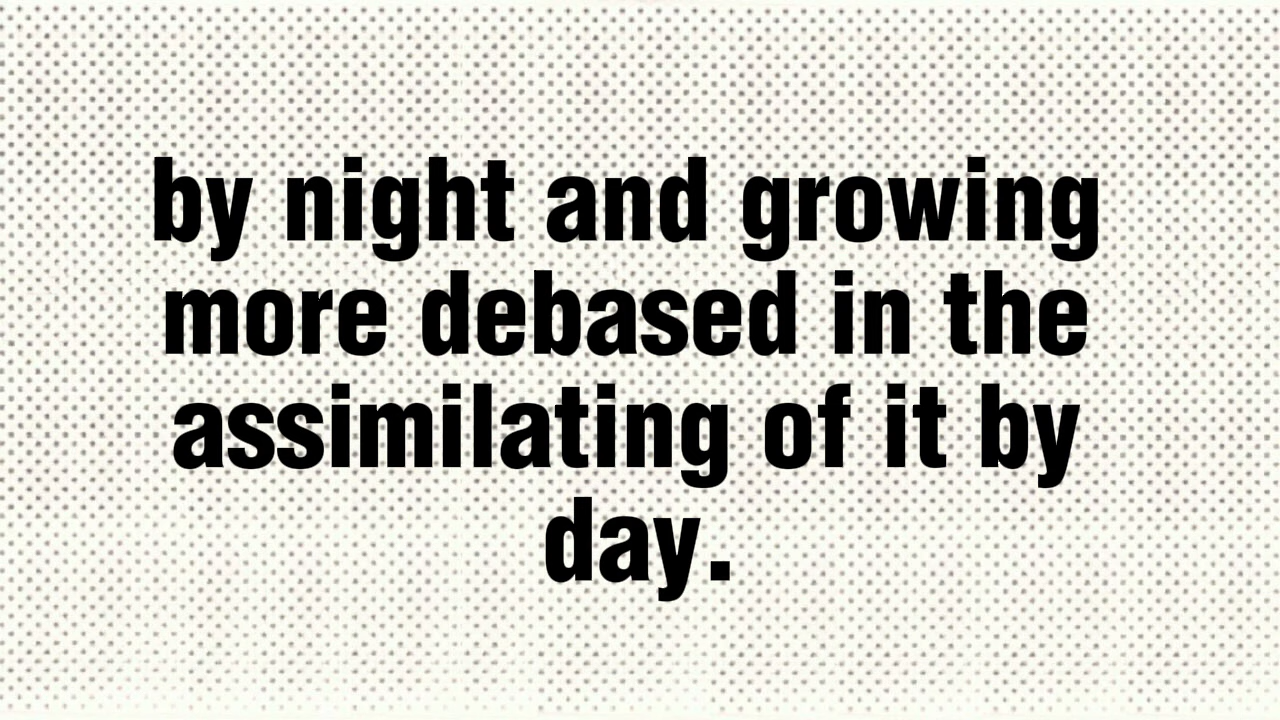 by night and growing
more debased in the
assimilating of it by
day.